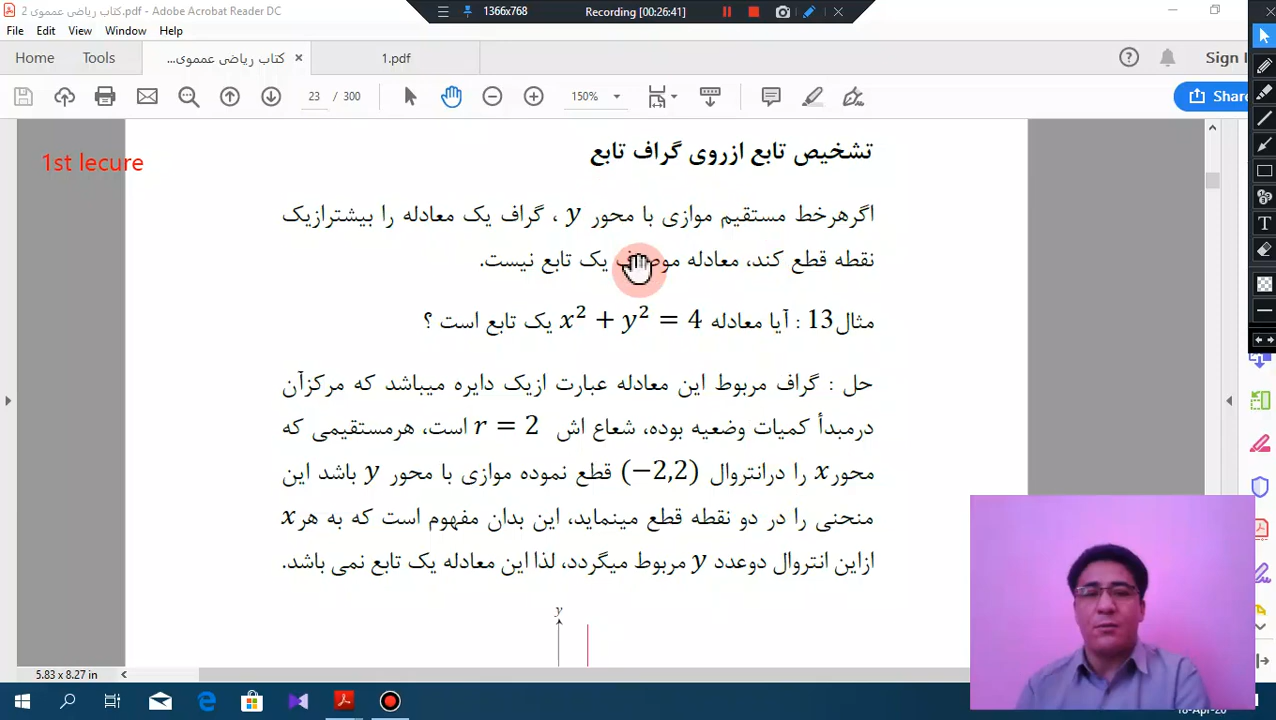 کتاب ریاضی عمومی 2.pdf - Adobe Acrobat Reader DC
1366x768
Recording [00:26:41]
File Edit View Window Help
Home Tools کتاب ریاضی عممومی... × 1.pdf Sign I
23 / 300 150% Share
1st lecure
تشخیص تابع ازروی گراف تابع
اگرهرخط مستقیم موازی با محور y ، گراف یک معادله را بیشترازیک
نقطه قطع کند، معادله موصوف یک تابع نیست.
مثال13 : آیا معادله x² + y² = 4 یک تابع است ؟
حل : گراف مربوط این معادله عبارت ازیک دایره میباشد که مرکزآن
درمبدأ کمیات وضعیه بوده، شعاع اش r = 2 است، هرمستقیمی که
محورx را درانتروال (−2,2) قطع نموده موازی با محور y باشد این
منحنی را در دو نقطه قطع مینماید، این بدان مفهوم است که به هرx
ازاین انتروال دوعدد y مربوط میگردد، لذا این معادله یک تابع نمی باشد.
y
5.83 x 8.27 in